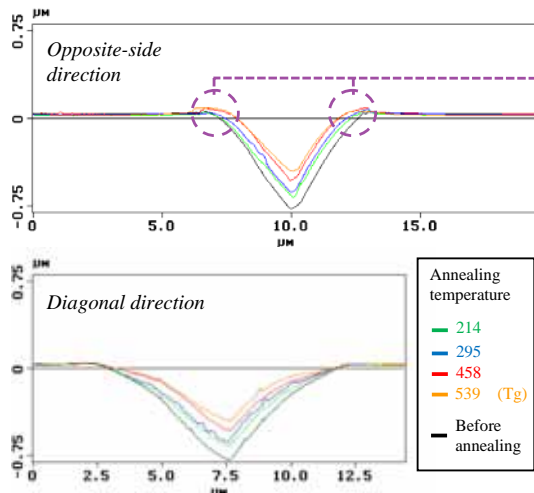 μM
0.75
Opposite-side
direction
0
-0.75
0 5.0 10.0 15.0
μM
μM
0.75
Diagonal direction
0
-0.75
0 2.5 5.0 7.5 10.0 12.5
μM
Annealing
temperature
214
295
458
539 (Tg)
Before
annealing